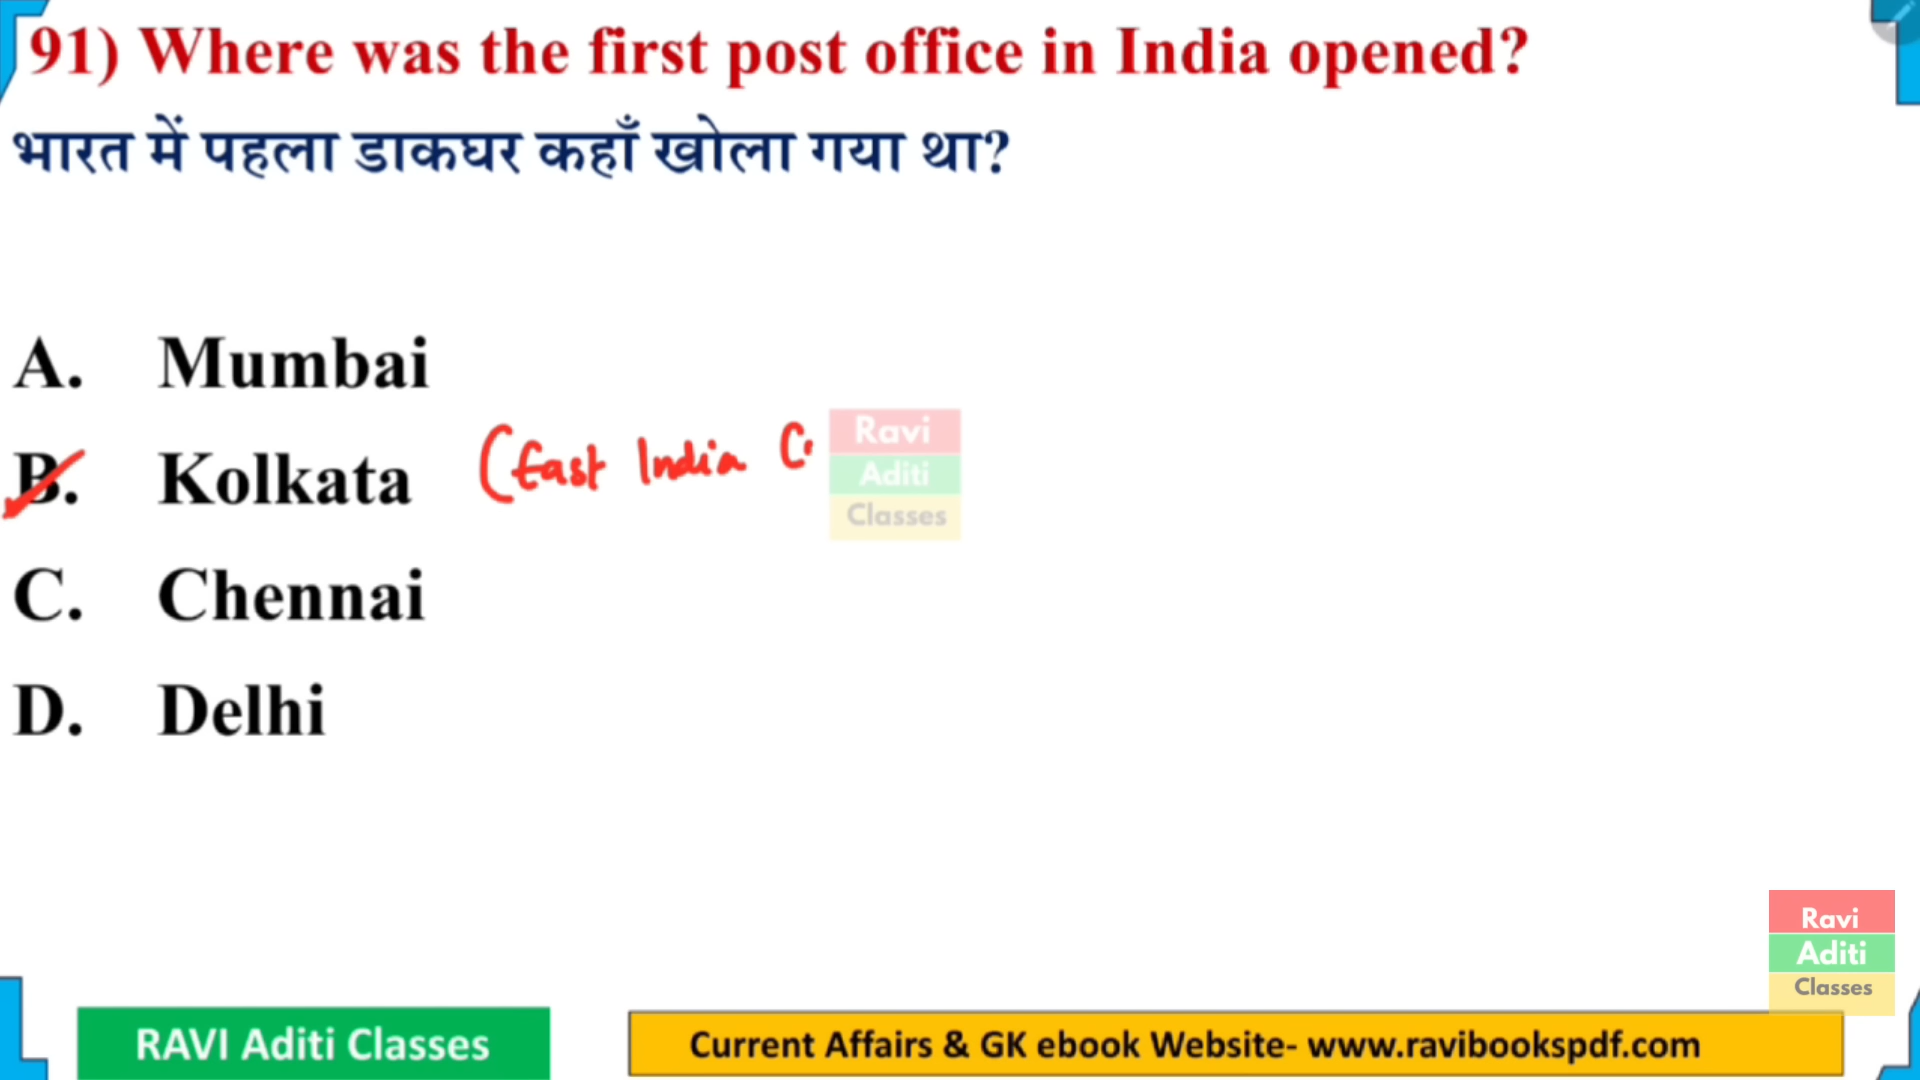 91) Where was the first post office in India opened?
भारत में पहला डाकघर कहाँ खोला गया था?
A. Mumbai
B. Kolkata (East India C
Ravi
Aditi
Classes
C. Chennai
D. Delhi
Ravi
Aditi
Classes
RAVI Aditi Classes
Current Affairs & GK ebook Website- www.ravibookspdf.com